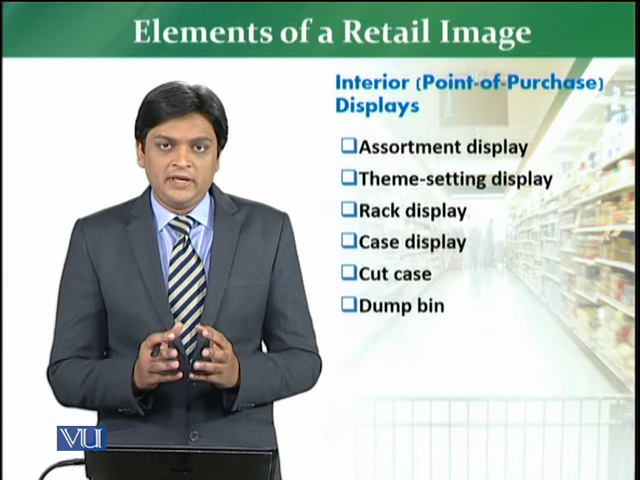 Elements of a Retail Image
Interior (Point-of-Purchase)
Displays
Assortment display
Theme-setting display
Rack display
Case display
Cut case
Dump bin
VU